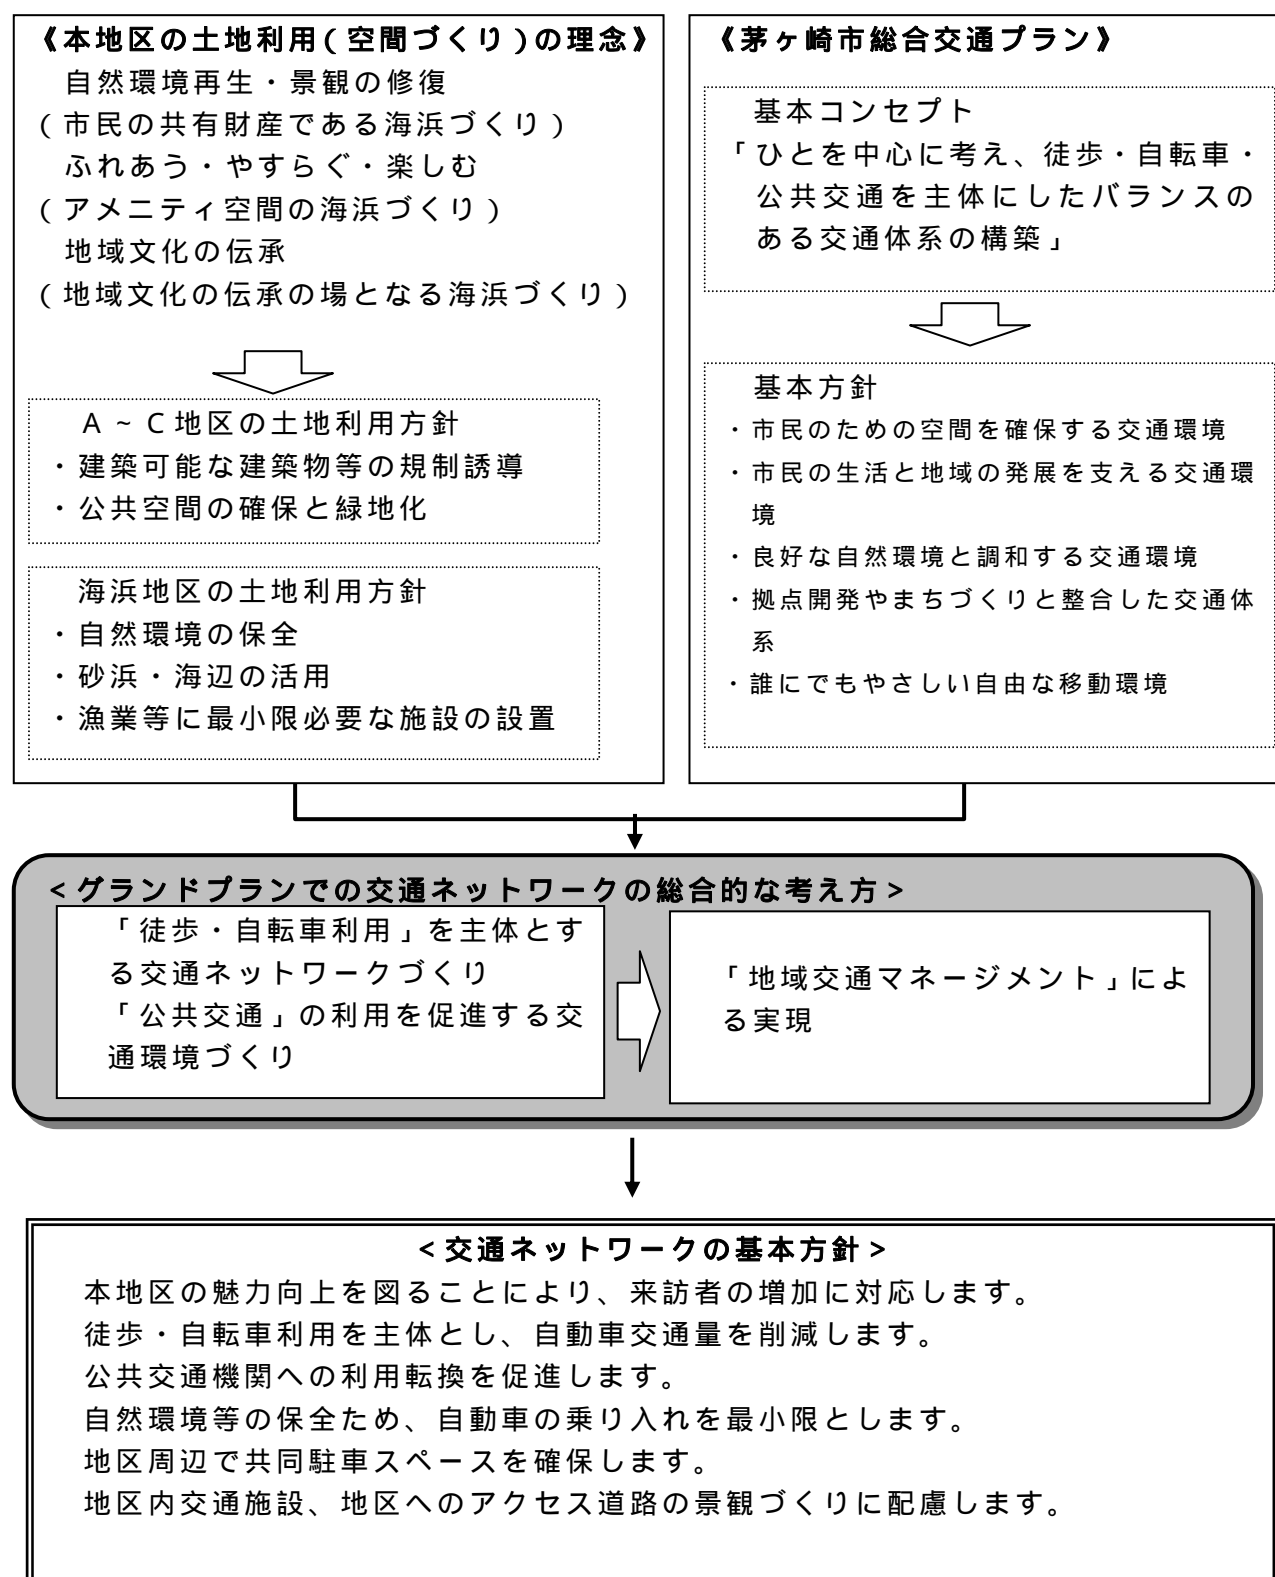 《本地区の土地利用(空間づくり)の理念》
自然環境再生・景観の修復
(市民の共有財産である海浜づくり)
ふれあう・やすらぐ・楽しむ
(アメニティ空間の海浜づくり)
地域文化の伝承
(地域文化の伝承の場となる海浜づくり)
A~C地区の土地利用方針
・建築可能な建築物等の規制誘導
・公共空間の確保と緑地化
海浜地区の土地利用方針
・自然環境の保全
・砂浜・海辺の活用
・漁業等に最小限必要な施設の設置
《茅ヶ崎市総合交通プラン》
基本コンセプト
「ひとを中心に考え、徒歩・自転車・
公共交通を主体にしたバランスの
ある交通体系の構築」
基本方針
・市民のための空間を確保する交通環境
・市民の生活と地域の発展を支える交通環
境
・良好な自然環境と調和する交通環境
・拠点開発やまちづくりと整合した交通体
系
・誰にでもやさしい自由な移動環境
<グランドプランでの交通ネットワークの総合的な考え方>
「徒歩・自転車利用」を主体とす
る交通ネットワークづくり
「公共交通」の利用を促進する交
通環境づくり
「地域交通マネージメント」によ
る実現
<交通ネットワークの基本方針>
本地区の魅力向上を図ることにより、来訪者の増加に対応します。
徒歩・自転車利用を主体とし、自動車交通量を削減します。
公共交通機関への利用転換を促進します。
自然環境等の保全ため、自動車の乗り入れを最小限とします。
地区周辺で共同駐車スペースを確保します。
地区内交通施設、地区へのアクセス道路の景観づくりに配慮します。